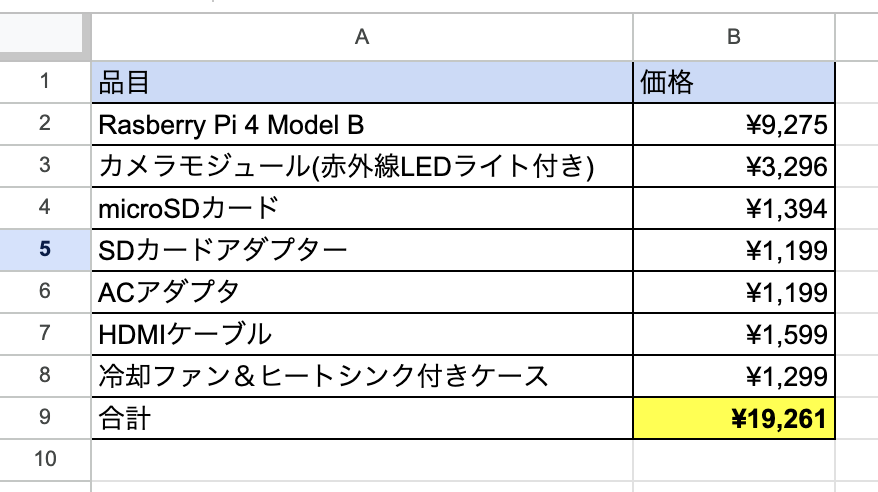 A B
1 品目 価格
2 Rasberry Pi 4 Model B ¥9,275
3 カメラモジュール(赤外線LEDライト付き) ¥3,296
4 microSDカード ¥1,394
5 SDカードアダプター ¥1,199
6 ACアダプタ ¥1,199
7 HDMIケーブル ¥1,599
8 冷却ファン＆ヒートシンク付きケース ¥1,299
9 合計 ¥19,261
10